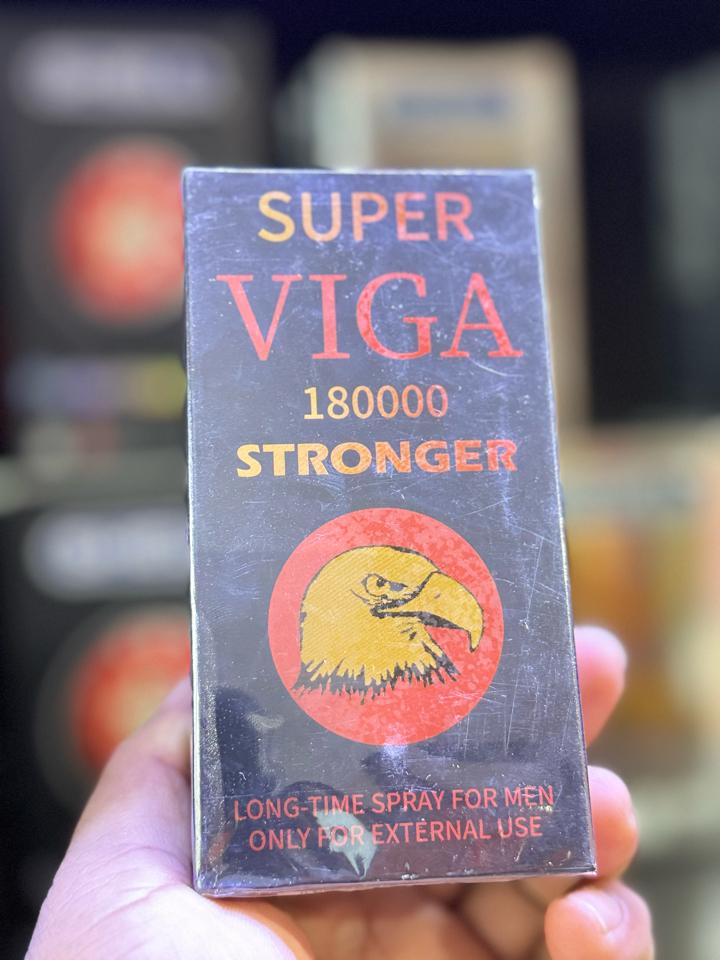 SUPER
VIGA
180000
STRONGER
LONG-TIME SPRAY FOR MEN
ONLY FOR EXTERNAL USE